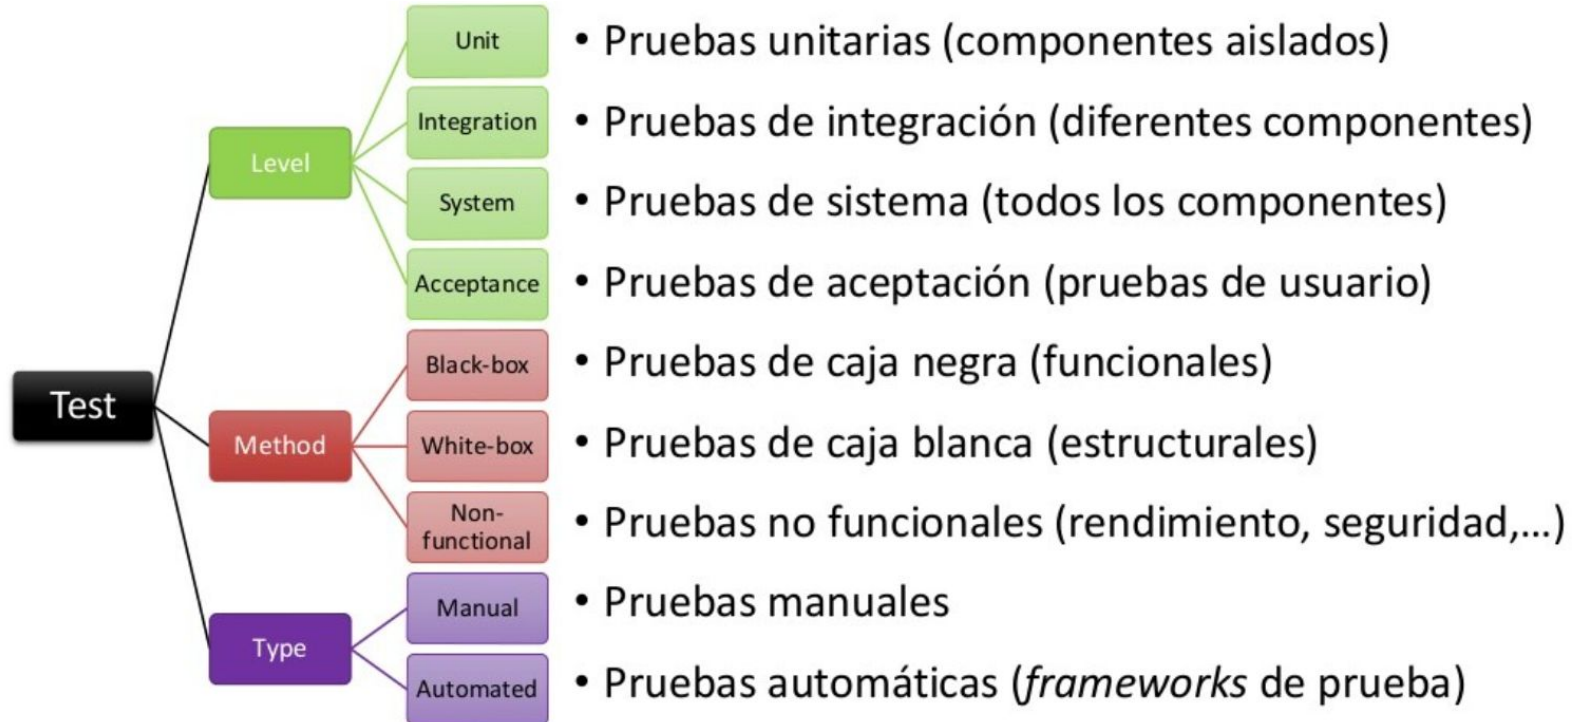 Test
Level
Unit
• Pruebas unitarias (componentes aislados)
Integration
• Pruebas de integración (diferentes componentes)
System
• Pruebas de sistema (todos los componentes)
Acceptance
• Pruebas de aceptación (pruebas de usuario)
Method
Black-box
• Pruebas de caja negra (funcionales)
White-box
• Pruebas de caja blanca (estructurales)
Non-
functional
• Pruebas no funcionales (rendimiento, seguridad,...)
Type
Manual
• Pruebas manuales
Automated
• Pruebas automáticas (frameworks de prueba)